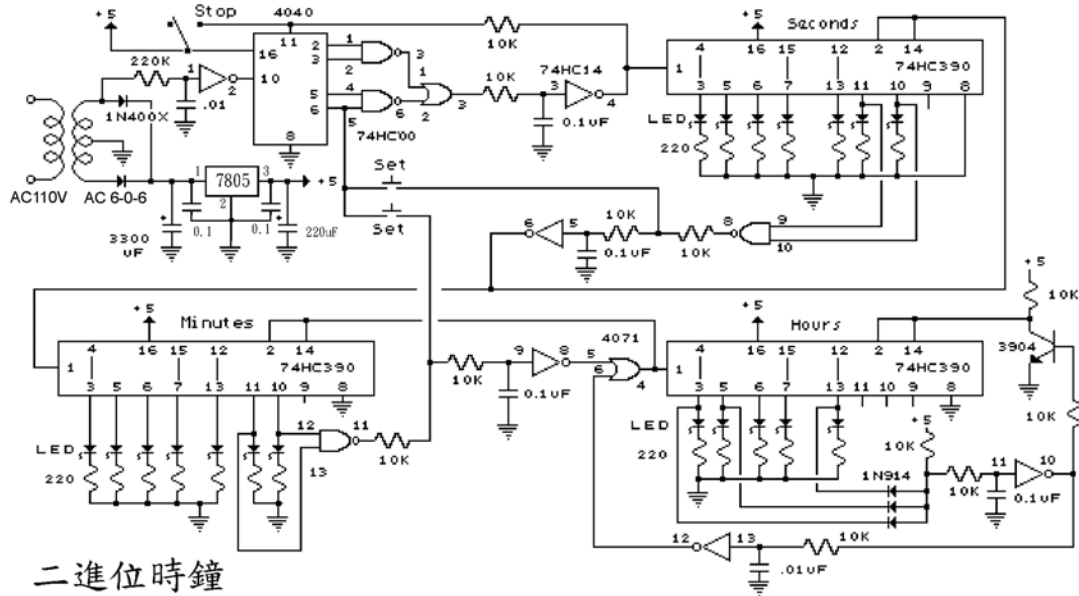 +5
Stop
4040
11
16
10
2
3
5
6
8
1
2
3
1
2
3
6
5
74HC00
220K
1
2
.01
1N400X
AC110V
AC 6-0-6
1
7805
3
2
+5
3300
uF
0.1
0.1
220uF
Set
Set
10K
10K
0.1uF
74HC14
3
4
Seconds
+5
4
16
15
12
2
14
74HC390
1
3
5
6
7
13
11
10
9
8
LED
220
6
5
10K
0.1uF
10K
8
9
10
Minutes
+5
4
16
15
12
2
14
74HC390
1
3
5
6
7
13
11
10
9
8
LED
220
12
11
13
10K
10K
9
8
0.1uF
4071
5
6
4
Hours
+5
4
16
15
12
2
14
74HC390
1
3
5
6
7
13
11
10
9
8
LED
220
+5
10K
3904
10K
+5
10K
1N914
10K
11
10
0.1uF
12
13
10K
.01uF
二進位時鐘